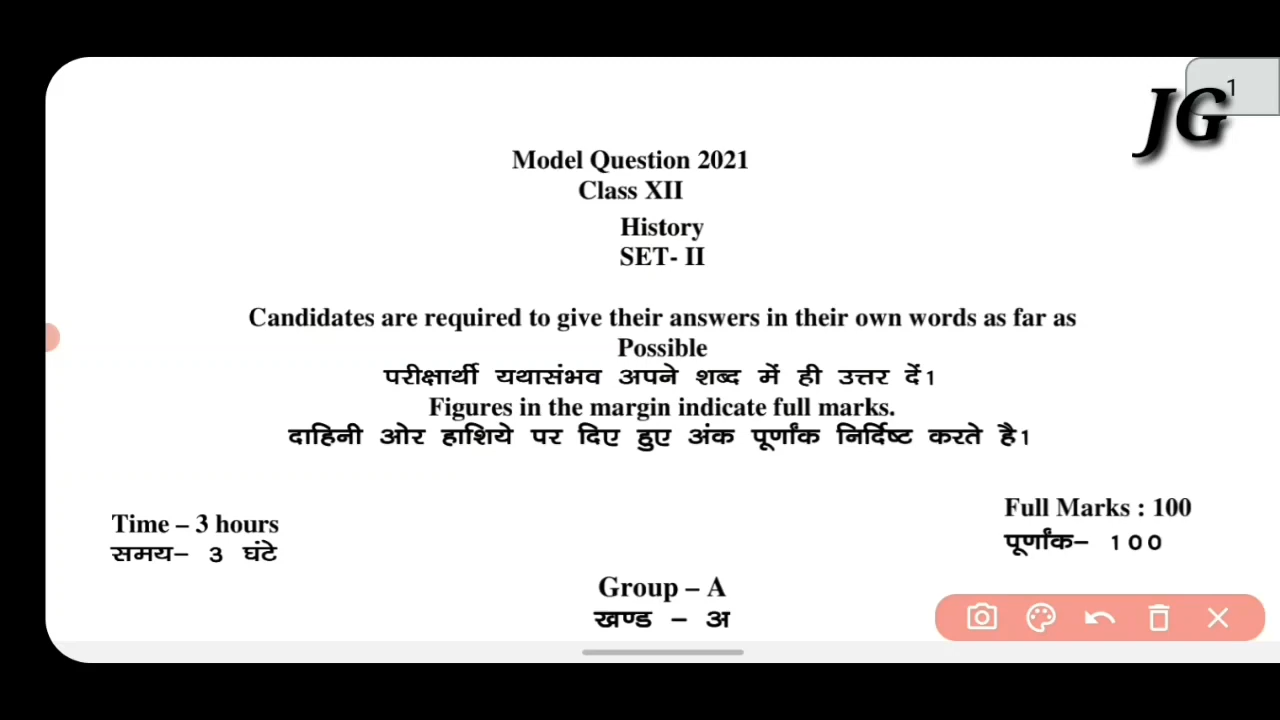 JG
1
Model Question 2021
Class XII
History
SET- II
Candidates are required to give their answers in their own words as far as
Possible
परीक्षार्थी यथासंभव अपने शब्द में ही उत्तर दें।
Figures in the margin indicate full marks.
दाहिनी ओर हाशिये पर दिए हुए अंक पूर्णांक निर्दिष्ट करते है।
Full Marks : 100
Time – 3 hours
पूर्णांक– 100
समय– 3 घंटे
Group – A
खण्ड – अ